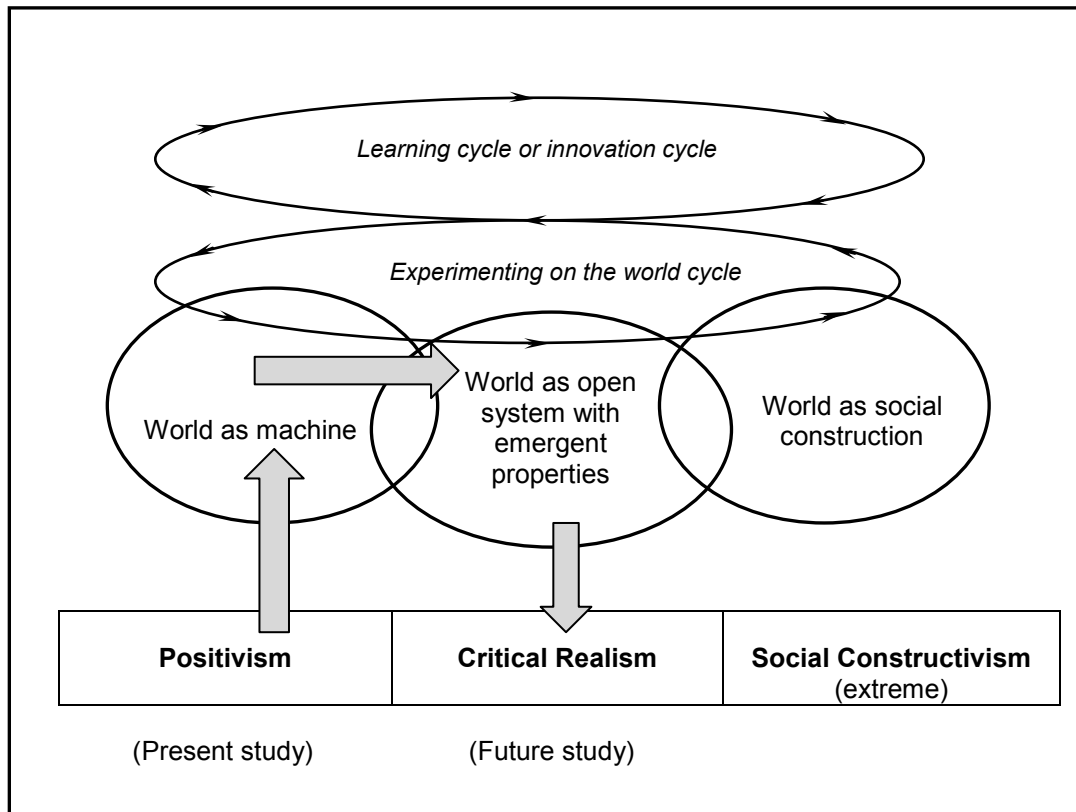 Learning cycle or innovation cycle
Experimenting on the world cycle
World as machine
World as open
system with
emergent
properties
World as social
construction
Positivism
Critical Realism
Social Constructivism
(extreme)
(Present study)
(Future study)